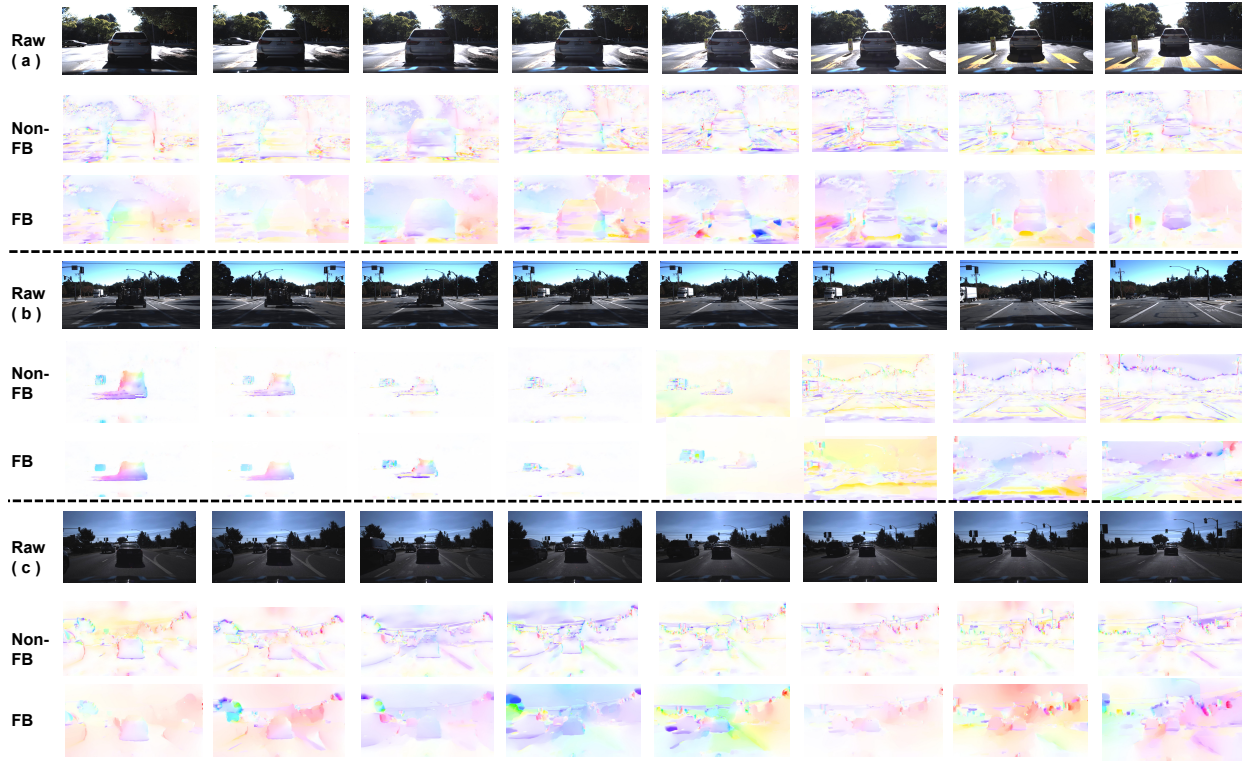 Raw
( a )
Non-
FB
FB
Raw
( b )
Non-
FB
FB
Raw
( c )
Non-
FB
FB